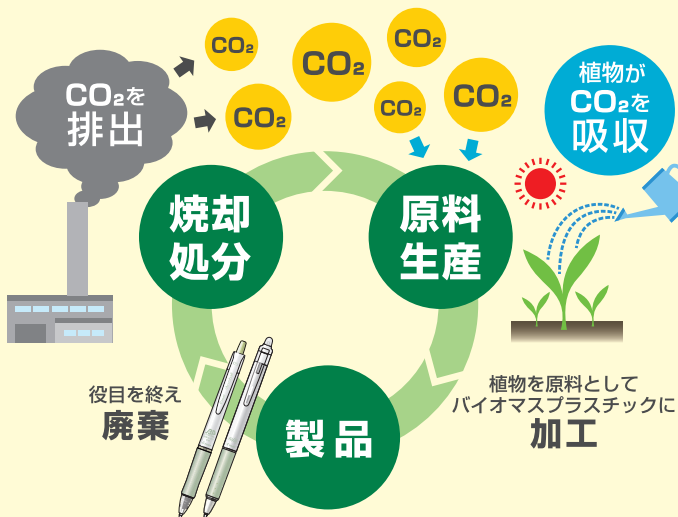 CO₂を
排出
CO₂
CO₂
CO₂
CO₂
CO₂
CO₂
植物が
CO₂を
吸収
焼却
処分
原料
生産
役目を終え
廃棄
製品
植物を原料として
バイオマスプラスチックに
加工